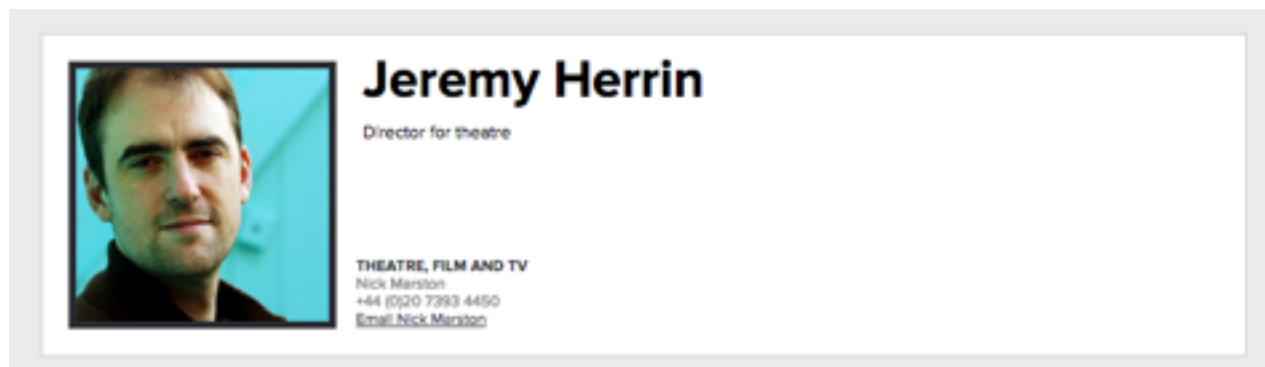 Jeremy Herrin
Director for theatre
THEATRE, FILM AND TV
Nick Marston
+44 (0)20 7393 4450
Email Nick Marston